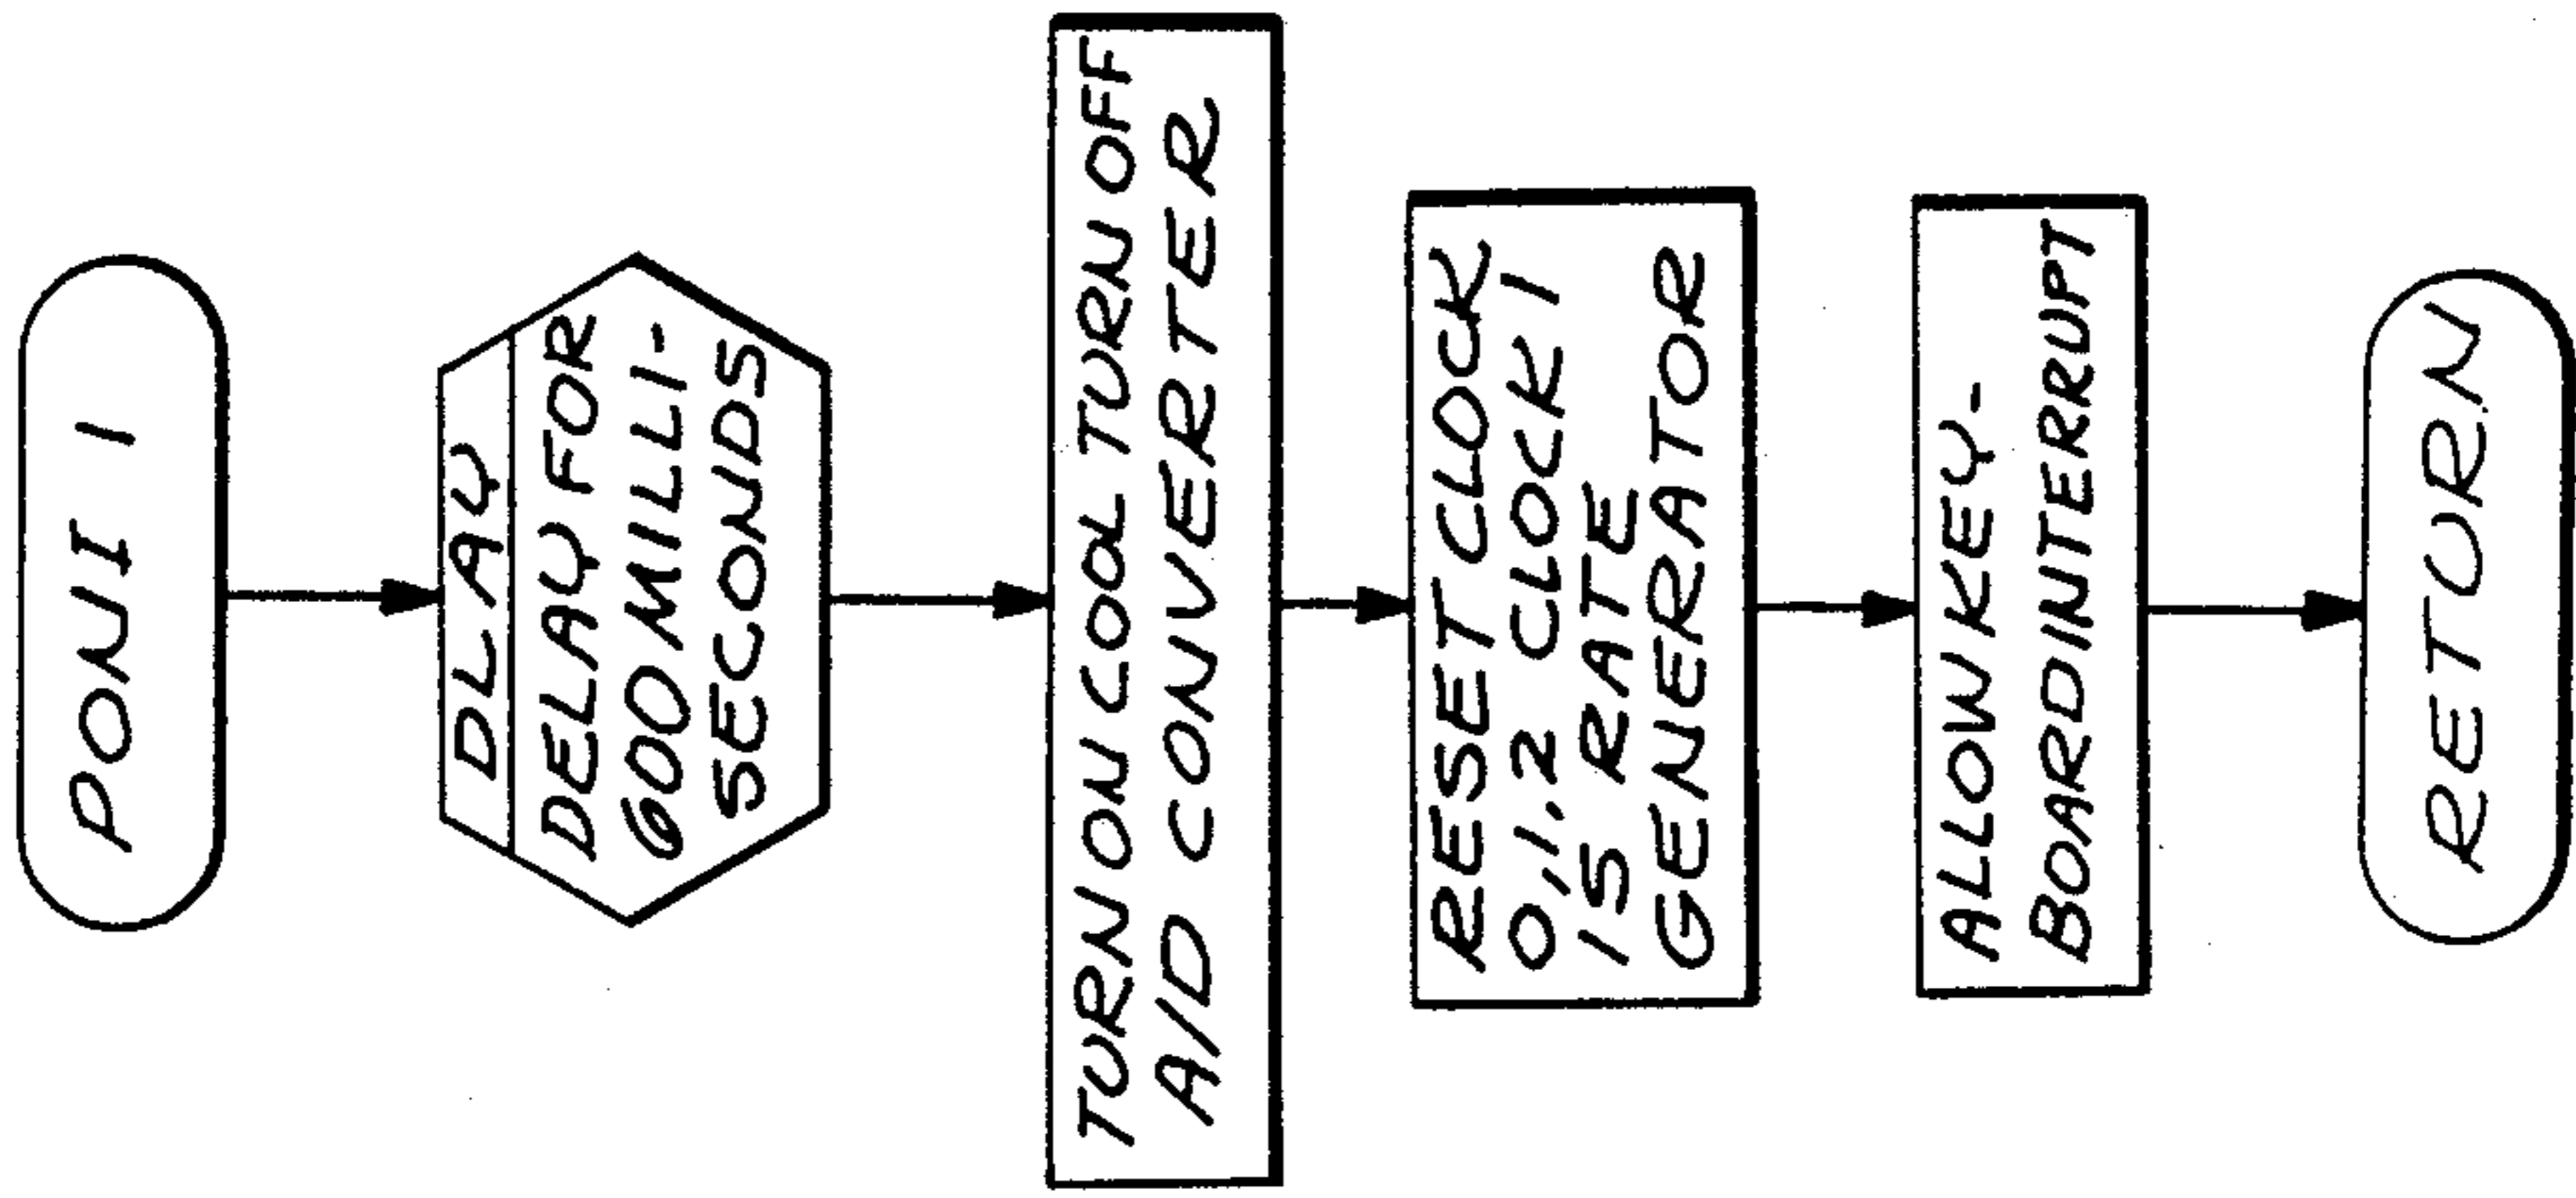 PONI 1
DLAY
DELAY FOR
600 MILLI-
SECONDS
TURN ON COOL TURN OFF
A/D CONVERTER
RESET CLOCK
0,1,2 CLOCK 1
IS RATE
GENERATOR
ALLOW KEY-
BOARD INTERRUPT
RETURN